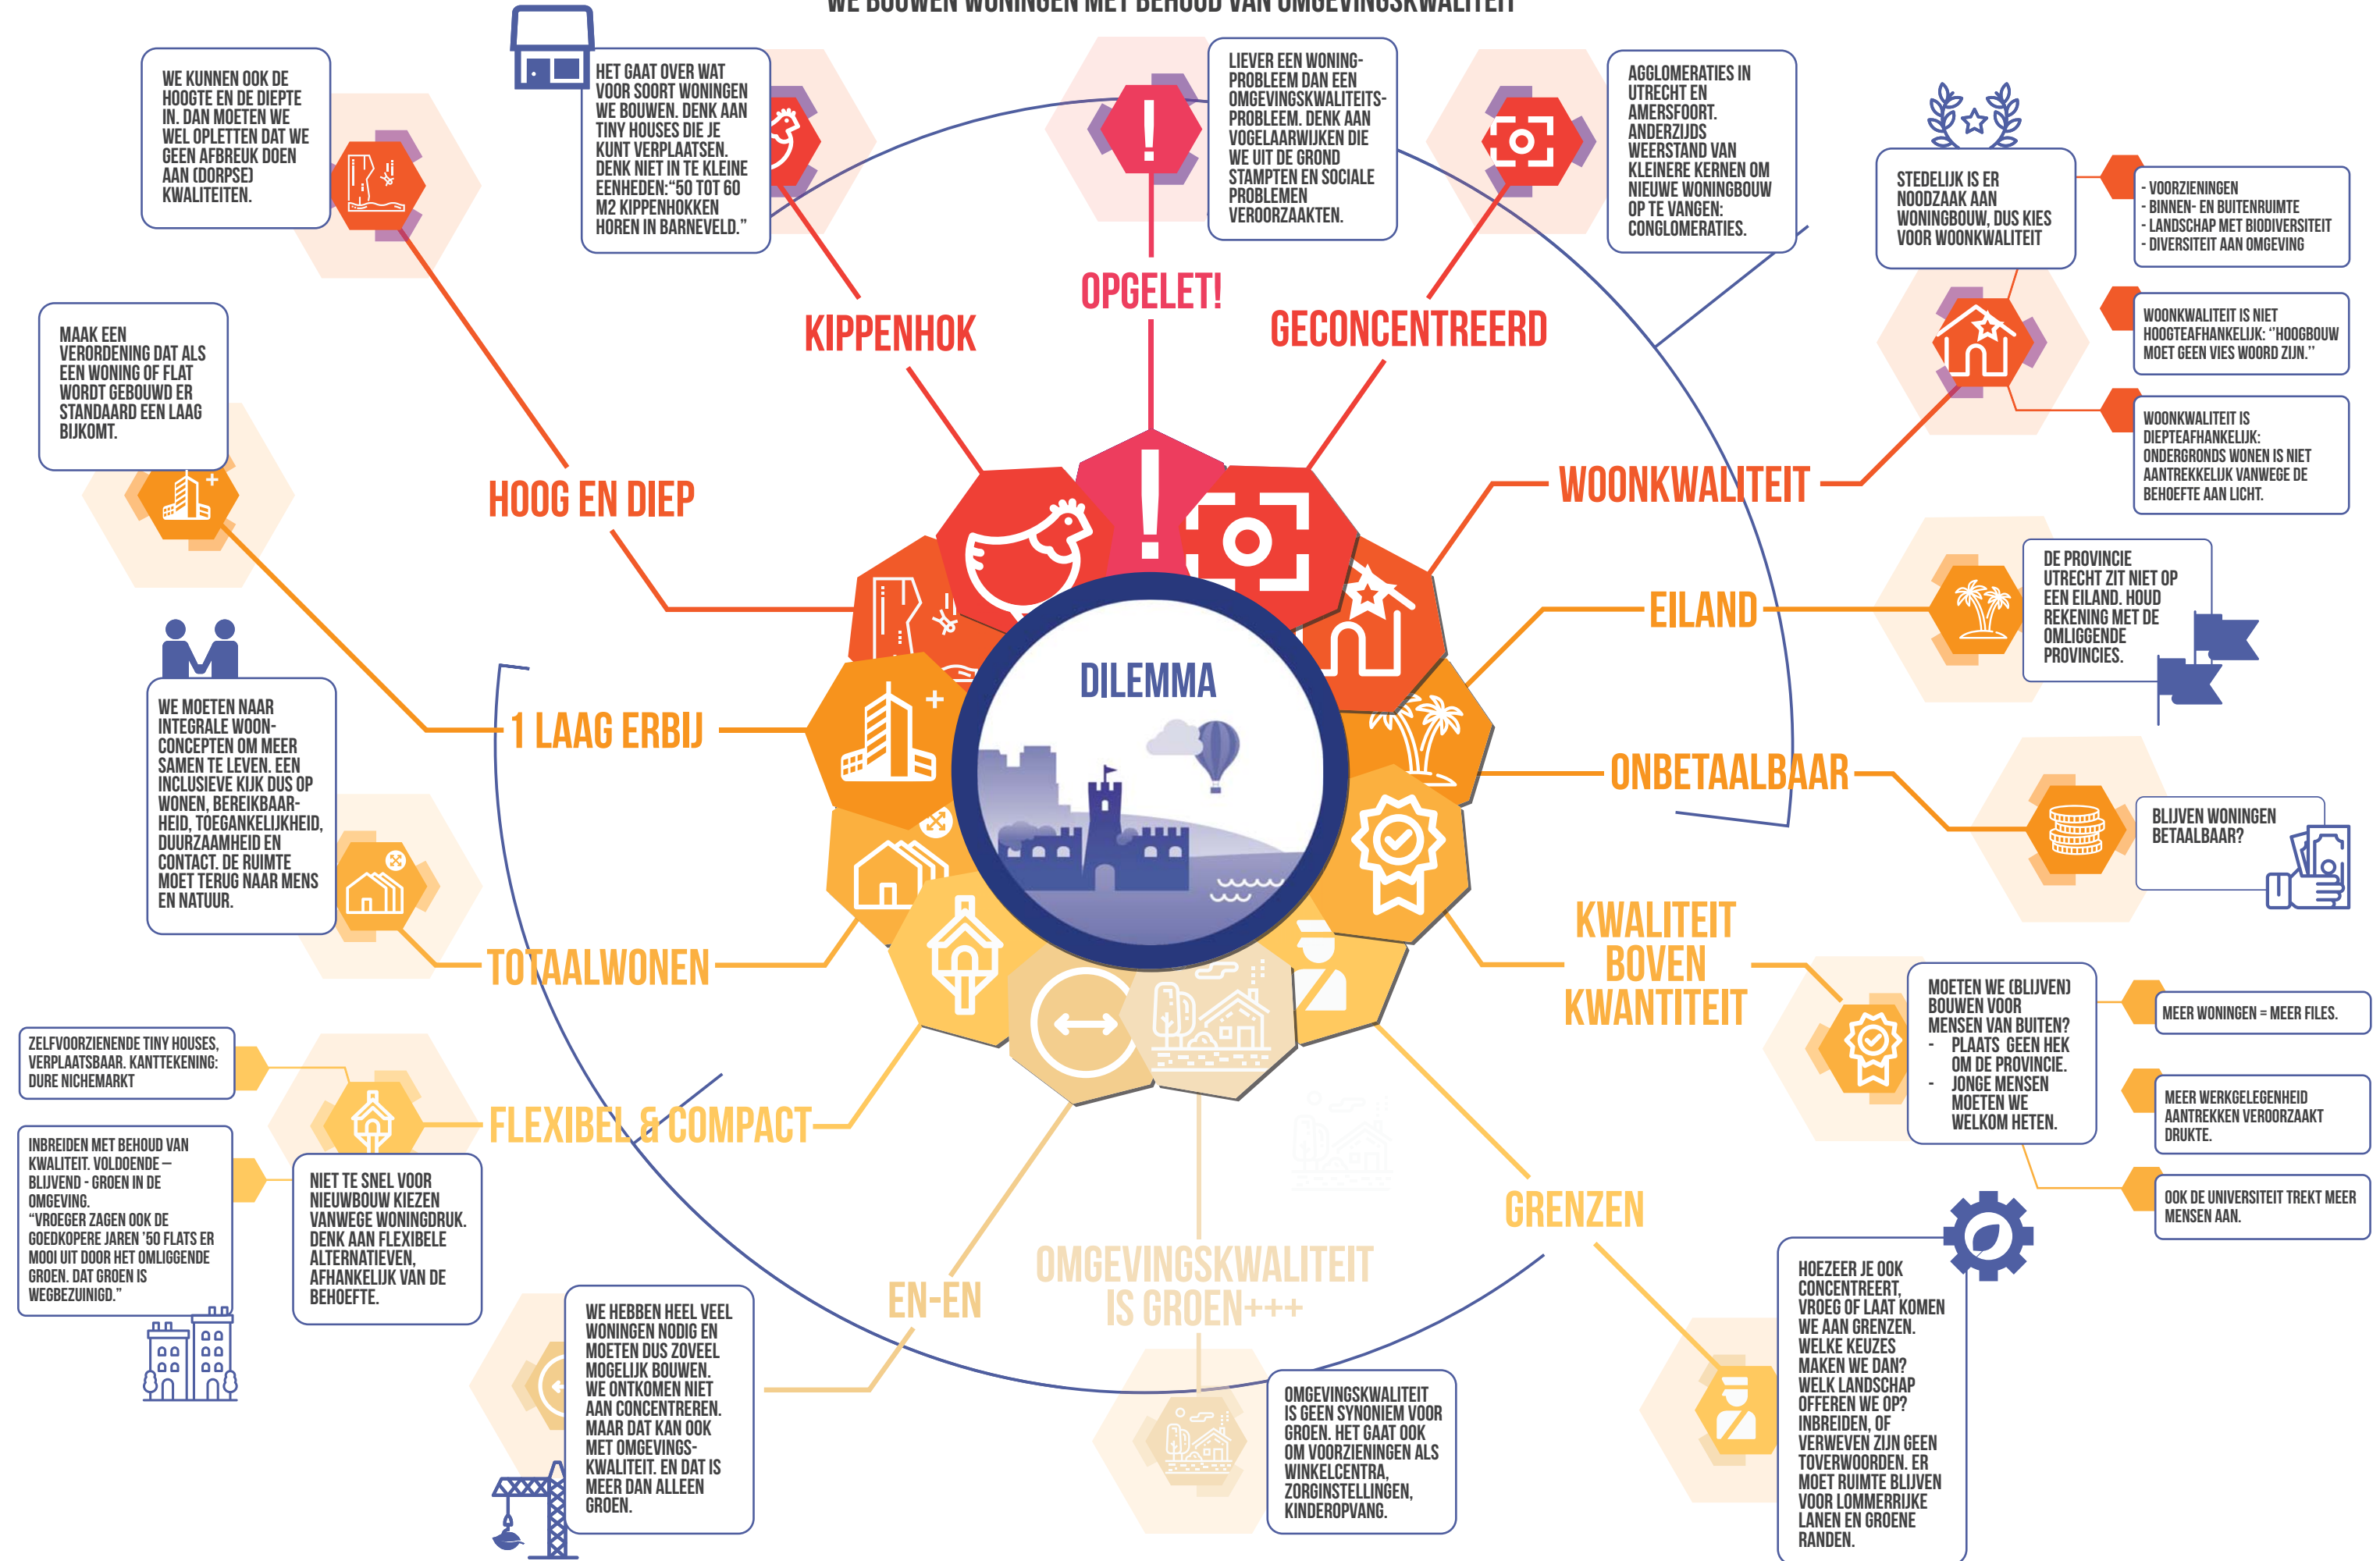 WE BOUWEN WONINGEN MET BEHOUD VAN OMGEVINGSKWALITEIT
WE KUNNEN OOK DE
HOOGTE EN DE DIEPTE
IN. DAN MOETEN WE
WEL OPLETTEN DAT WE
GEEN AFBREUK DOEN
AAN (DORPSE)
KWALITEITEN.
HOOG EN DIEP
HET GAAT OVER WAT
VOOR SOORT WONINGEN
WE BOUWEN. DENK AAN
TINY HOUSES DIE JE
KUNT VERPLAATSEN.
DENK NIET IN TE KLEINE
EENHEDEN:“50 TOT 60
M2 KIPPENHOKKEN
HOREN IN BARNEVELD.”
KIPPENHOK
LIEVER EEN WONING-
PROBLEEM DAN EEN
OMGEVINGSKWALITEITS-
PROBLEEM. DENK AAN
VOGELAARWIJKEN DIE
WE UIT DE GROND
STAMPTEN EN SOCIALE
PROBLEMEN
VEROORZAAKTEN.
OPGELET!
AGGLOMERATIES IN
UTRECHT EN
AMERSFOORT.
ANDERZIJDS
WEERSTAND VAN
KLEINERE KERNEN OM
NIEUWE WONINGBOUW
OP TE VANGEN:
CONGLOMERATIES.
GECONCENTREERD
STEDELIJK IS ER
NOODZAAK AAN
WONINGBOUW, DUS KIES
VOOR WOONKWALITEIT
- VOORZIENINGEN
- BINNEN- EN BUITENRUIMTE
- LANDSCHAP MET BIODIVERSITEIT
- DIVERSITEIT AAN OMGEVING
WOONKWALITEIT IS NIET
HOOGTEAFHANKELIJK: ‘’HOOGBOUW
MOET GEEN VIES WOORD ZIJN.’’
WOONKWALITEIT IS
DIEPTEAFHANKELIJK:
ONDERGRONDS WONEN IS NIET
AANTREKKELIJK VANWEGE DE
BEHOEFTE AAN LICHT.
WOONKWALITEIT
MAAK EEN
VERORDENING DAT ALS
EEN WONING OF FLAT
WORDT GEBOUWD ER
STANDAARD EEN LAAG
BIJKOMT.
1 LAAG ERBIJ
DILEMMA
EILAND
DE PROVINCIE
UTRECHT ZIT NIET OP
EEN EILAND. HOUD
REKENING MET DE
OMLIGGENDE
PROVINCIES.
ONBETAALBAAR
BLIJVEN WONINGEN
BETAALBAAR?
WE MOETEN NAAR
INTEGRALE WOON-
CONCEPTEN OM MEER
SAMEN TE LEVEN. EEN
INCLUSIEVE KIJK DUS OP
WONEN, BEREIKBAAR-
HEID, TOEGANKELIJKHEID,
DUURZAAMHEID EN
CONTACT. DE RUIMTE
MOET TERUG NAAR MENS
EN NATUUR.
TOTAALWONEN
KWALITEIT
BOVEN
KWANTITEIT
MOETEN WE (BLIJVEN)
BOUWEN VOOR
MENSEN VAN BUITEN?
- PLAATS GEEN HEK
OM DE PROVINCIE.
- JONGE MENSEN
MOETEN WE
WELKOM HETEN.
MEER WONINGEN = MEER FILES.
MEER WERKGELEGENHEID
AANTREKKEN VEROORZAAKT
DRUKTE.
OOK DE UNIVERSITEIT TREKT MEER
MENSEN AAN.
ZELFVOORZIENENDE TINY HOUSES,
VERPLAATSBAAR. KANTTEKENING:
DURE NICHEMARKT
INBREIDEN MET BEHOUD VAN
KWALITEIT. VOLDOENDE –
BLIJVEND - GROEN IN DE
OMGEVING.
“VROEGER ZAGEN OOK DE
GOEDKOPERE JAREN '50 FLATS ER
MOOI UIT DOOR HET OMLIGGENDE
GROEN. DAT GROEN IS
WEGBEZUINIGD.”
NIET TE SNEL VOOR
NIEUWBOUW KIEZEN
VANWEGE WONINGDRUK.
DENK AAN FLEXIBELE
ALTERNATIEVEN,
AFHANKELIJK VAN DE
BEHOEFTE.
FLEXIBEL & COMPACT
EN-EN
WE HEBBEN HEEL VEEL
WONINGEN NODIG EN
MOETEN DUS ZOVEEL
MOGELIJK BOUWEN.
WE ONTKOMEN NIET
AAN CONCENTREREN.
MAAR DAT KAN OOK
MET OMGEVINGS-
KWALITEIT. EN DAT IS
MEER DAN ALLEEN
GROEN.
OMGEVINGSKWALITEIT
IS GROEN+++
OMGEVINGSKWALITEIT
IS GEEN SYNONIEM VOOR
GROEN. HET GAAT OOK
OM VOORZIENINGEN ALS
WINKELCENTRA,
ZORGINSTELLINGEN,
KINDEROPVANG.
GRENZEN
HOEZEER JE OOK
CONCENTREERT,
VROEG OF LAAT KOMEN
WE AAN GRENZEN.
WELKE KEUZES
MAKEN WE DAN?
WELK LANDSCHAP
OFFEREN WE OP?
INBREIDEN, OF
VERWEVEN ZIJN GEEN
TOVERWOORDEN. ER
MOET RUIMTE BLIJVEN
VOOR LOMMERRIJKE
LANEN EN GROENE
RANDEN.